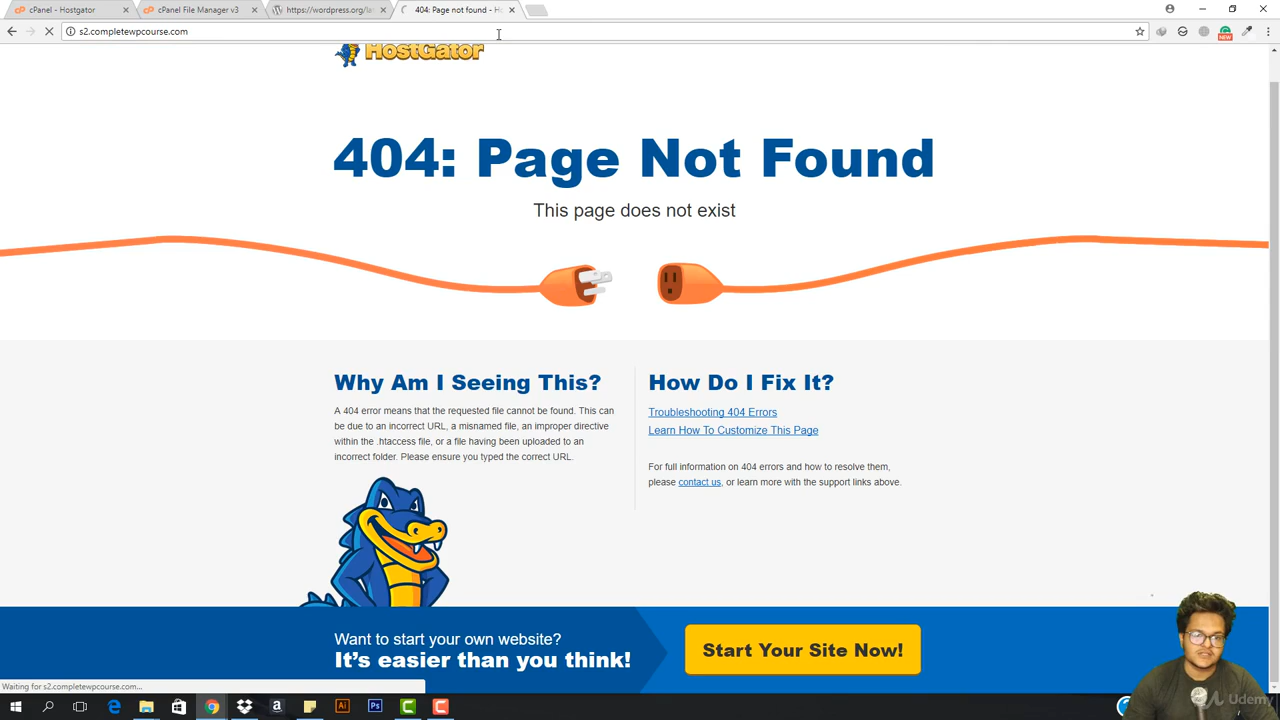 cPanel - Hostgator
cPanel File Manager v3
https://wordpress.org/la
404: Page not found - H
s2.completewpcourse.com
NEW
HostGator
404: Page Not Found
This page does not exist
Why Am I Seeing This?
A 404 error means that the requested file cannot be found. This can
be due to an incorrect URL, a misnamed file, an improper directive
within the .htaccess file, or a file having been uploaded to an
incorrect folder. Please ensure you typed the correct URL.
How Do I Fix It?
Troubleshooting 404 Errors
Learn How To Customize This Page
For full information on 404 errors and how to resolve them,
please contact us, or learn more with the support links above.
Want to start your own website?
It's easier than you think!
Start Your Site Now!
Waiting for s2.completewpcourse.com...
Ai
Ps
Udemy